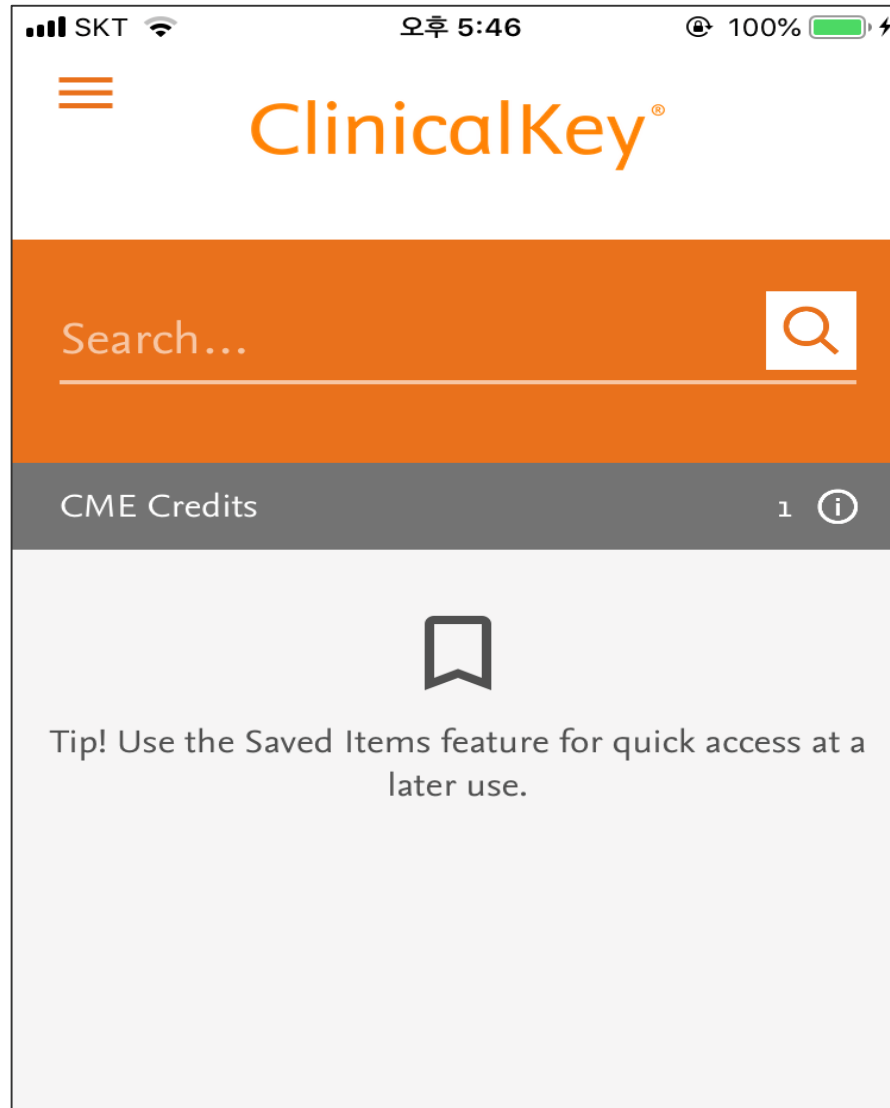 SKT 오후 5:46 100%
ClinicalKey®
Search...
CME Credits 1
Tip! Use the Saved Items feature for quick access at a
later use.